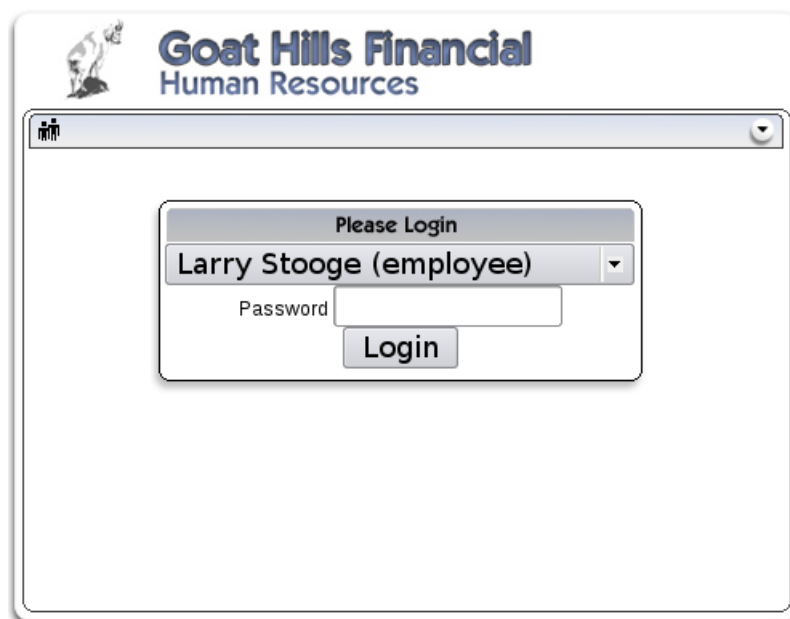 Goat Hills Financial
Human Resources
Please Login
Larry Stooge (employee)
Password
Login